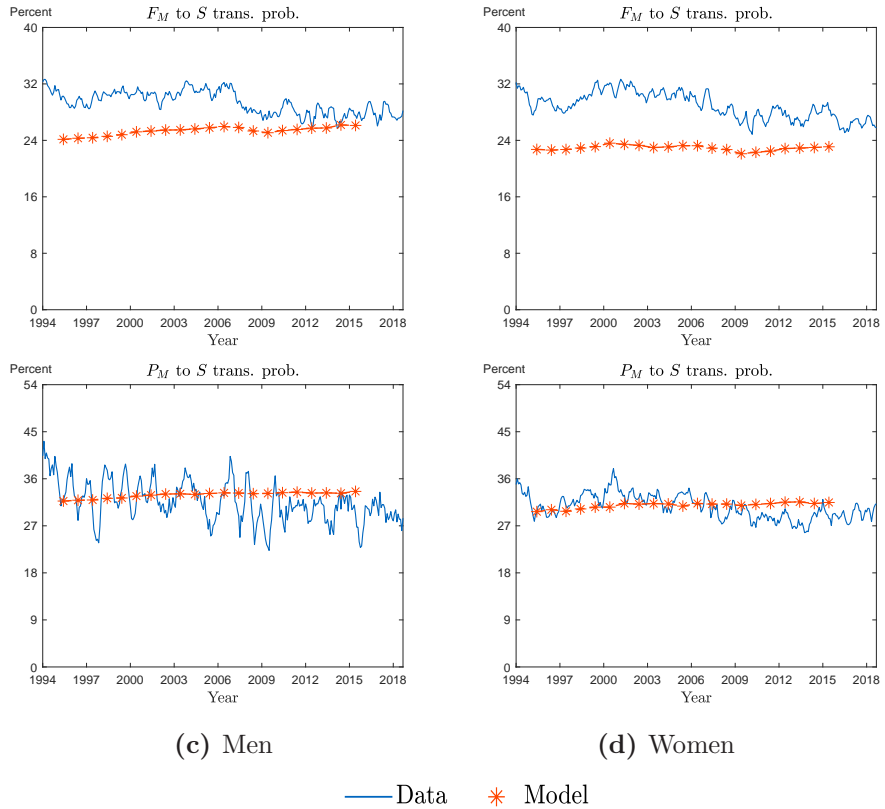 Percent
F_M to S trans. prob.
40
32
24
16
8
0
1994 1997 2000 2003 2006 2009 2012 2015 2018
Year
Percent
F_M to S trans. prob.
40
32
24
16
8
0
1994 1997 2000 2003 2006 2009 2012 2015 2018
Year
Percent
P_M to S trans. prob.
54
45
36
27
18
9
0
1994 1997 2000 2003 2006 2009 2012 2015 2018
Year
Percent
P_M to S trans. prob.
54
45
36
27
18
9
0
1994 1997 2000 2003 2006 2009 2012 2015 2018
Year
(c) Men
(d) Women
Data Model